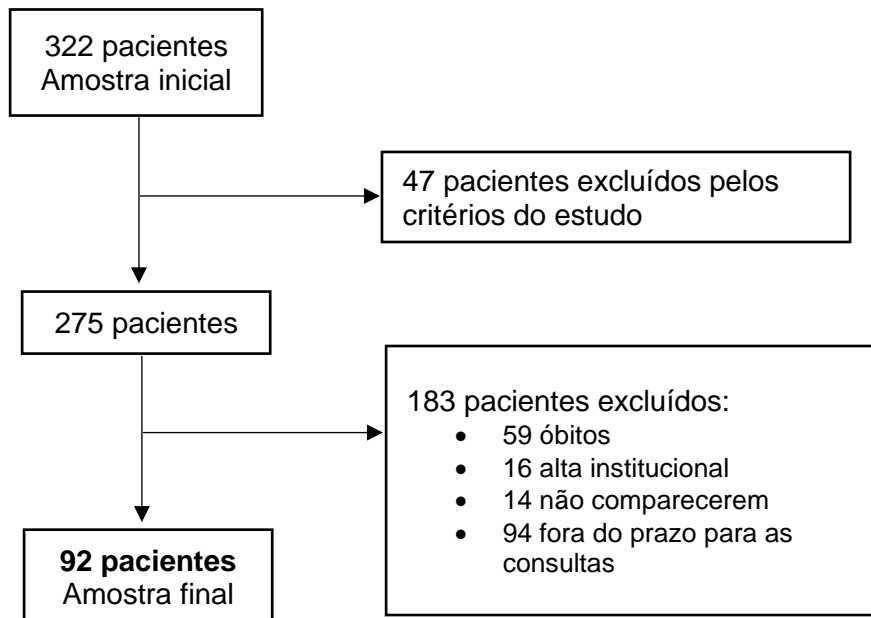 322 pacientes
Amostra inicial
47 pacientes excluídos pelos
critérios do estudo
275 pacientes
183 pacientes excluídos:
• 59 óbitos
• 16 alta institucional
• 14 não comparecerem
• 94 fora do prazo para as
consultas
92 pacientes
Amostra final